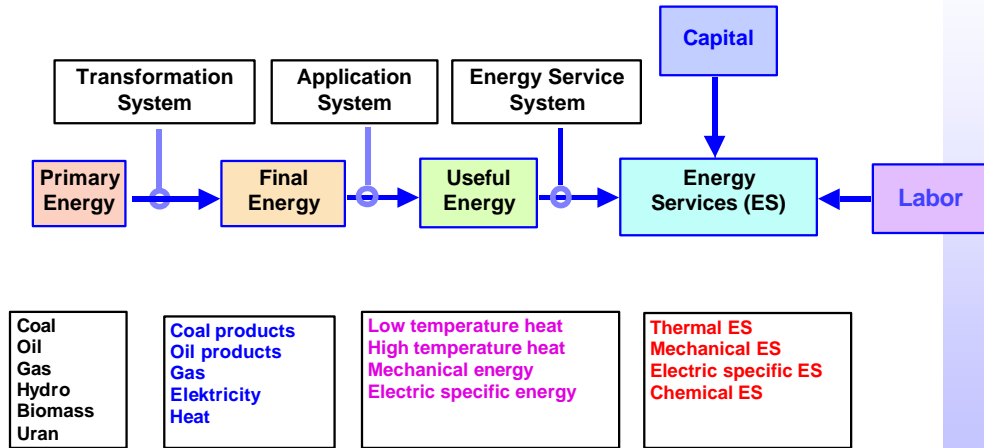 Capital
Transformation
System
Application
System
Energy Service
System
Primary
Energy
Final
Energy
Useful
Energy
Energy
Services (ES)
Labor
Coal
Oil
Gas
Hydro
Biomass
Uran
Coal products
Oil products
Gas
Elektricity
Heat
Low temperature heat
High temperature heat
Mechanical energy
Electric specific energy
Thermal ES
Mechanical ES
Electric specific ES
Chemical ES